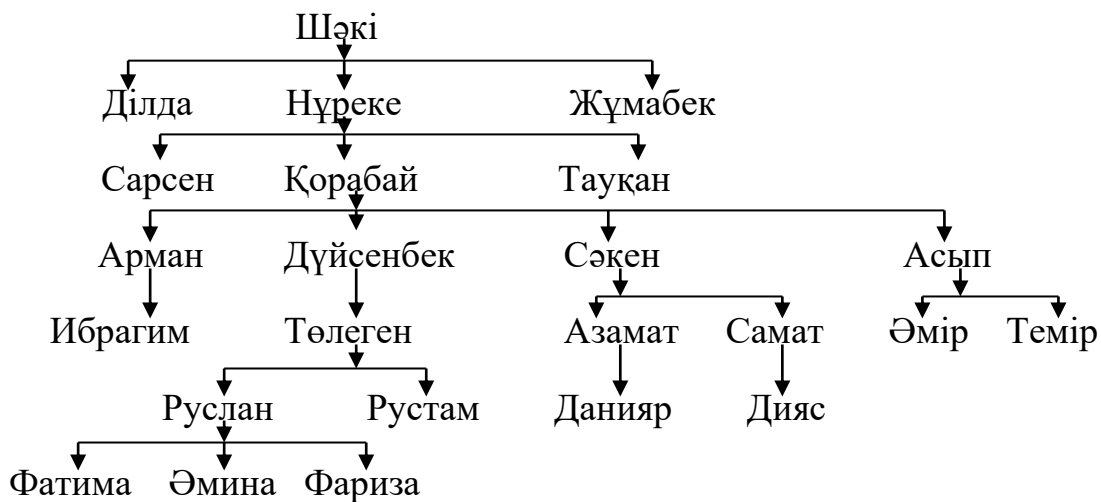 Шәкі
Ділда Нұреке Жұмабек
Сарсен Қорабай Тауқан
Арман Дүйсенбек Сәкен Асып
Ибрагим Төлеген Азамат Самат Әмір Темір
Руслан Рустам Данияр Дияс
Фатима Әмина Фариза